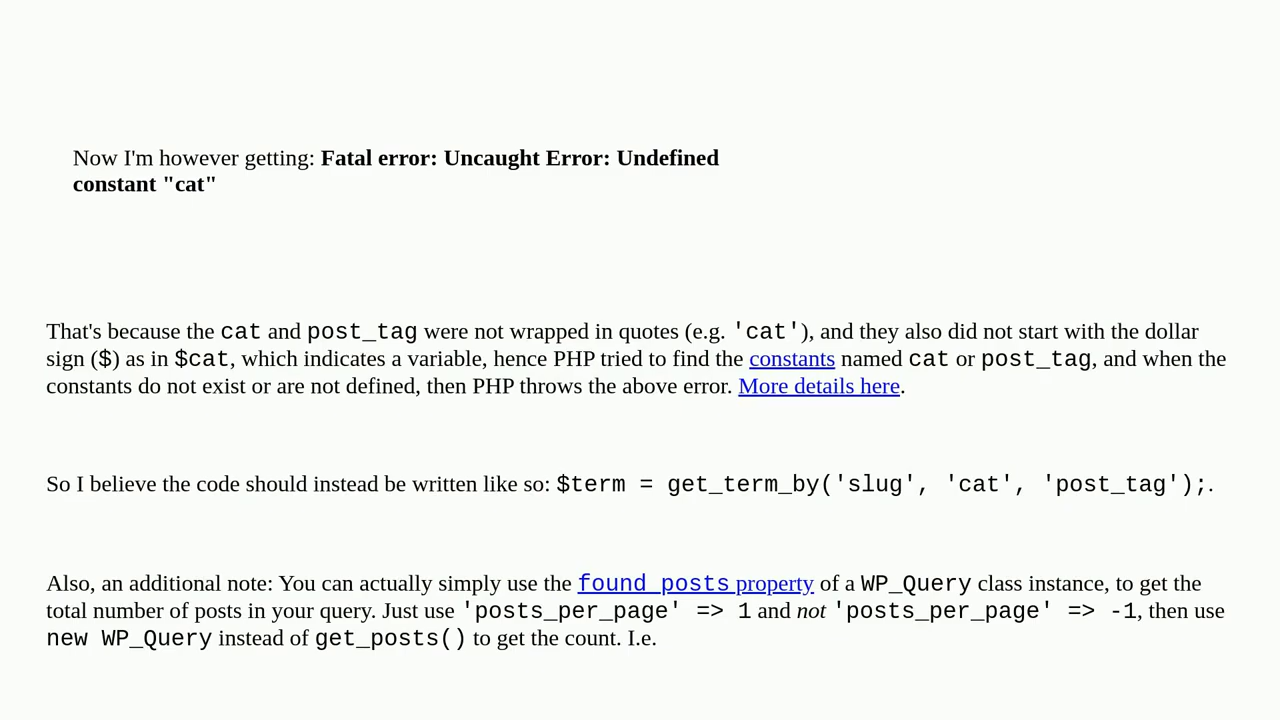 Now I'm however getting: Fatal error: Uncaught Error: Undefined
constant "cat"
That's because the cat and post_tag were not wrapped in quotes (e.g. 'cat'), and they also did not start with the dollar
sign ($) as in $cat, which indicates a variable, hence PHP tried to find the constants named cat or post_tag, and when the
constants do not exist or are not defined, then PHP throws the above error. More details here.
So I believe the code should instead be written like so: $term = get_term_by('slug', 'cat', 'post_tag');.
Also, an additional note: You can actually simply use the found_posts property of a WP_Query class instance, to get the
total number of posts in your query. Just use 'posts_per_page' => 1 and not 'posts_per_page' => -1, then use
new WP_Query instead of get_posts() to get the count. I.e.